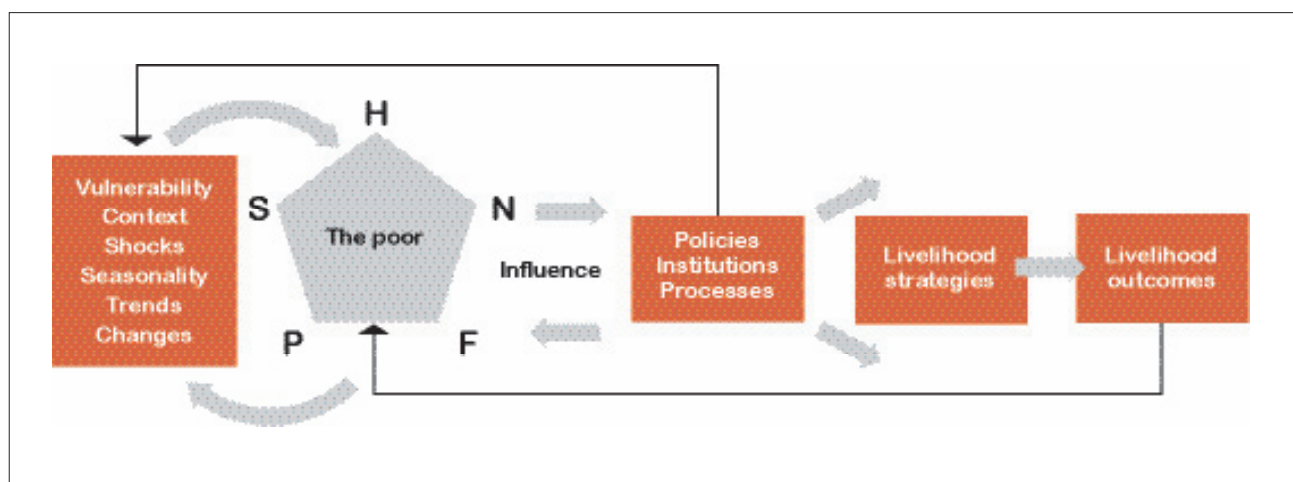 Vulnerability
Context
Shocks
Seasonality
Trends
Changes
H
S
N
P
F
The poor
Influence
Policies
Institutions
Processes
Livelihood
strategies
Livelihood
outcomes